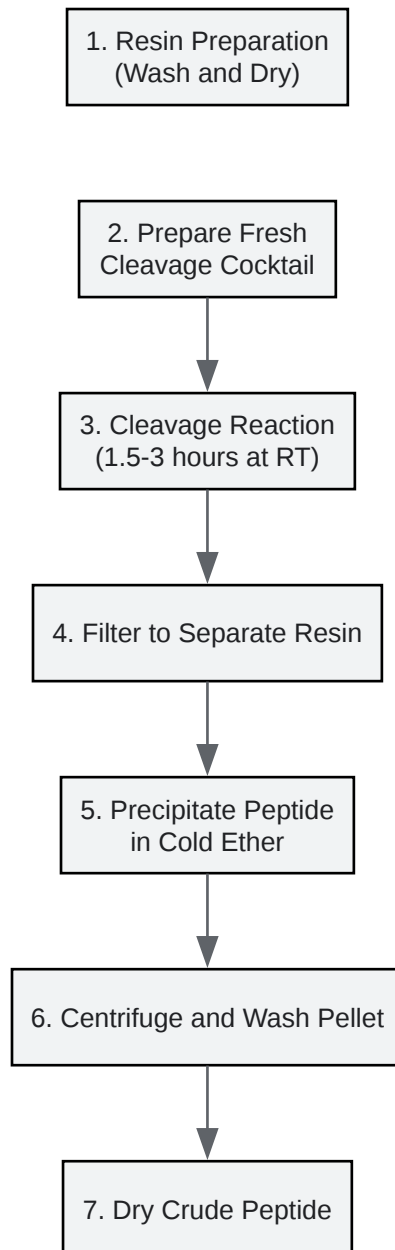 1. Resin Preparation
(Wash and Dry)
2. Prepare Fresh
Cleavage Cocktail
3. Cleavage Reaction
(1.5-3 hours at RT)
4. Filter to Separate Resin
5. Precipitate Peptide
in Cold Ether
6. Centrifuge and Wash Pellet
7. Dry Crude Peptide